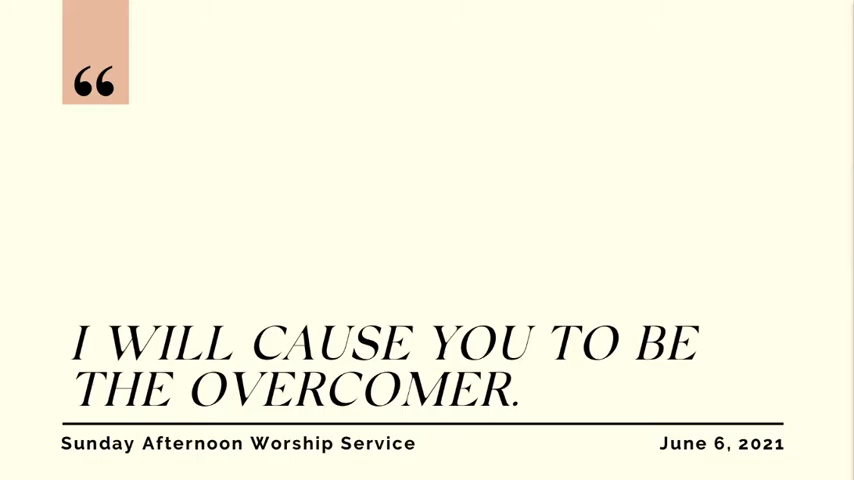 “
I WILL CAUSE YOU TO BE
THE OVERCOMER.
Sunday Afternoon Worship Service
June 6, 2021